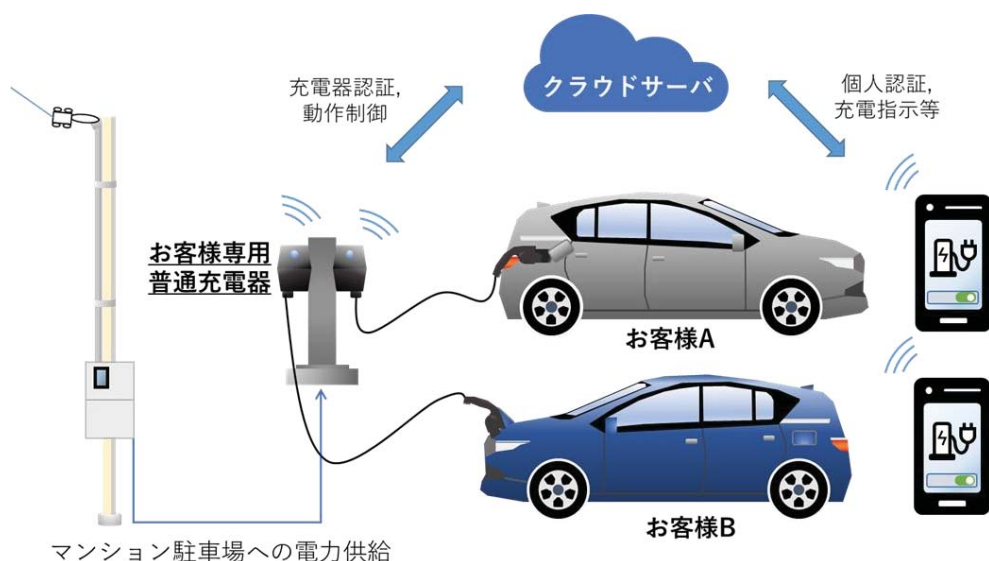 クラウドサーバ
充電器認証,
動作制御
個人認証,
充電指示等
お客様専用
普通充電器
お客様A
お客様B
マンション駐車場への電力供給